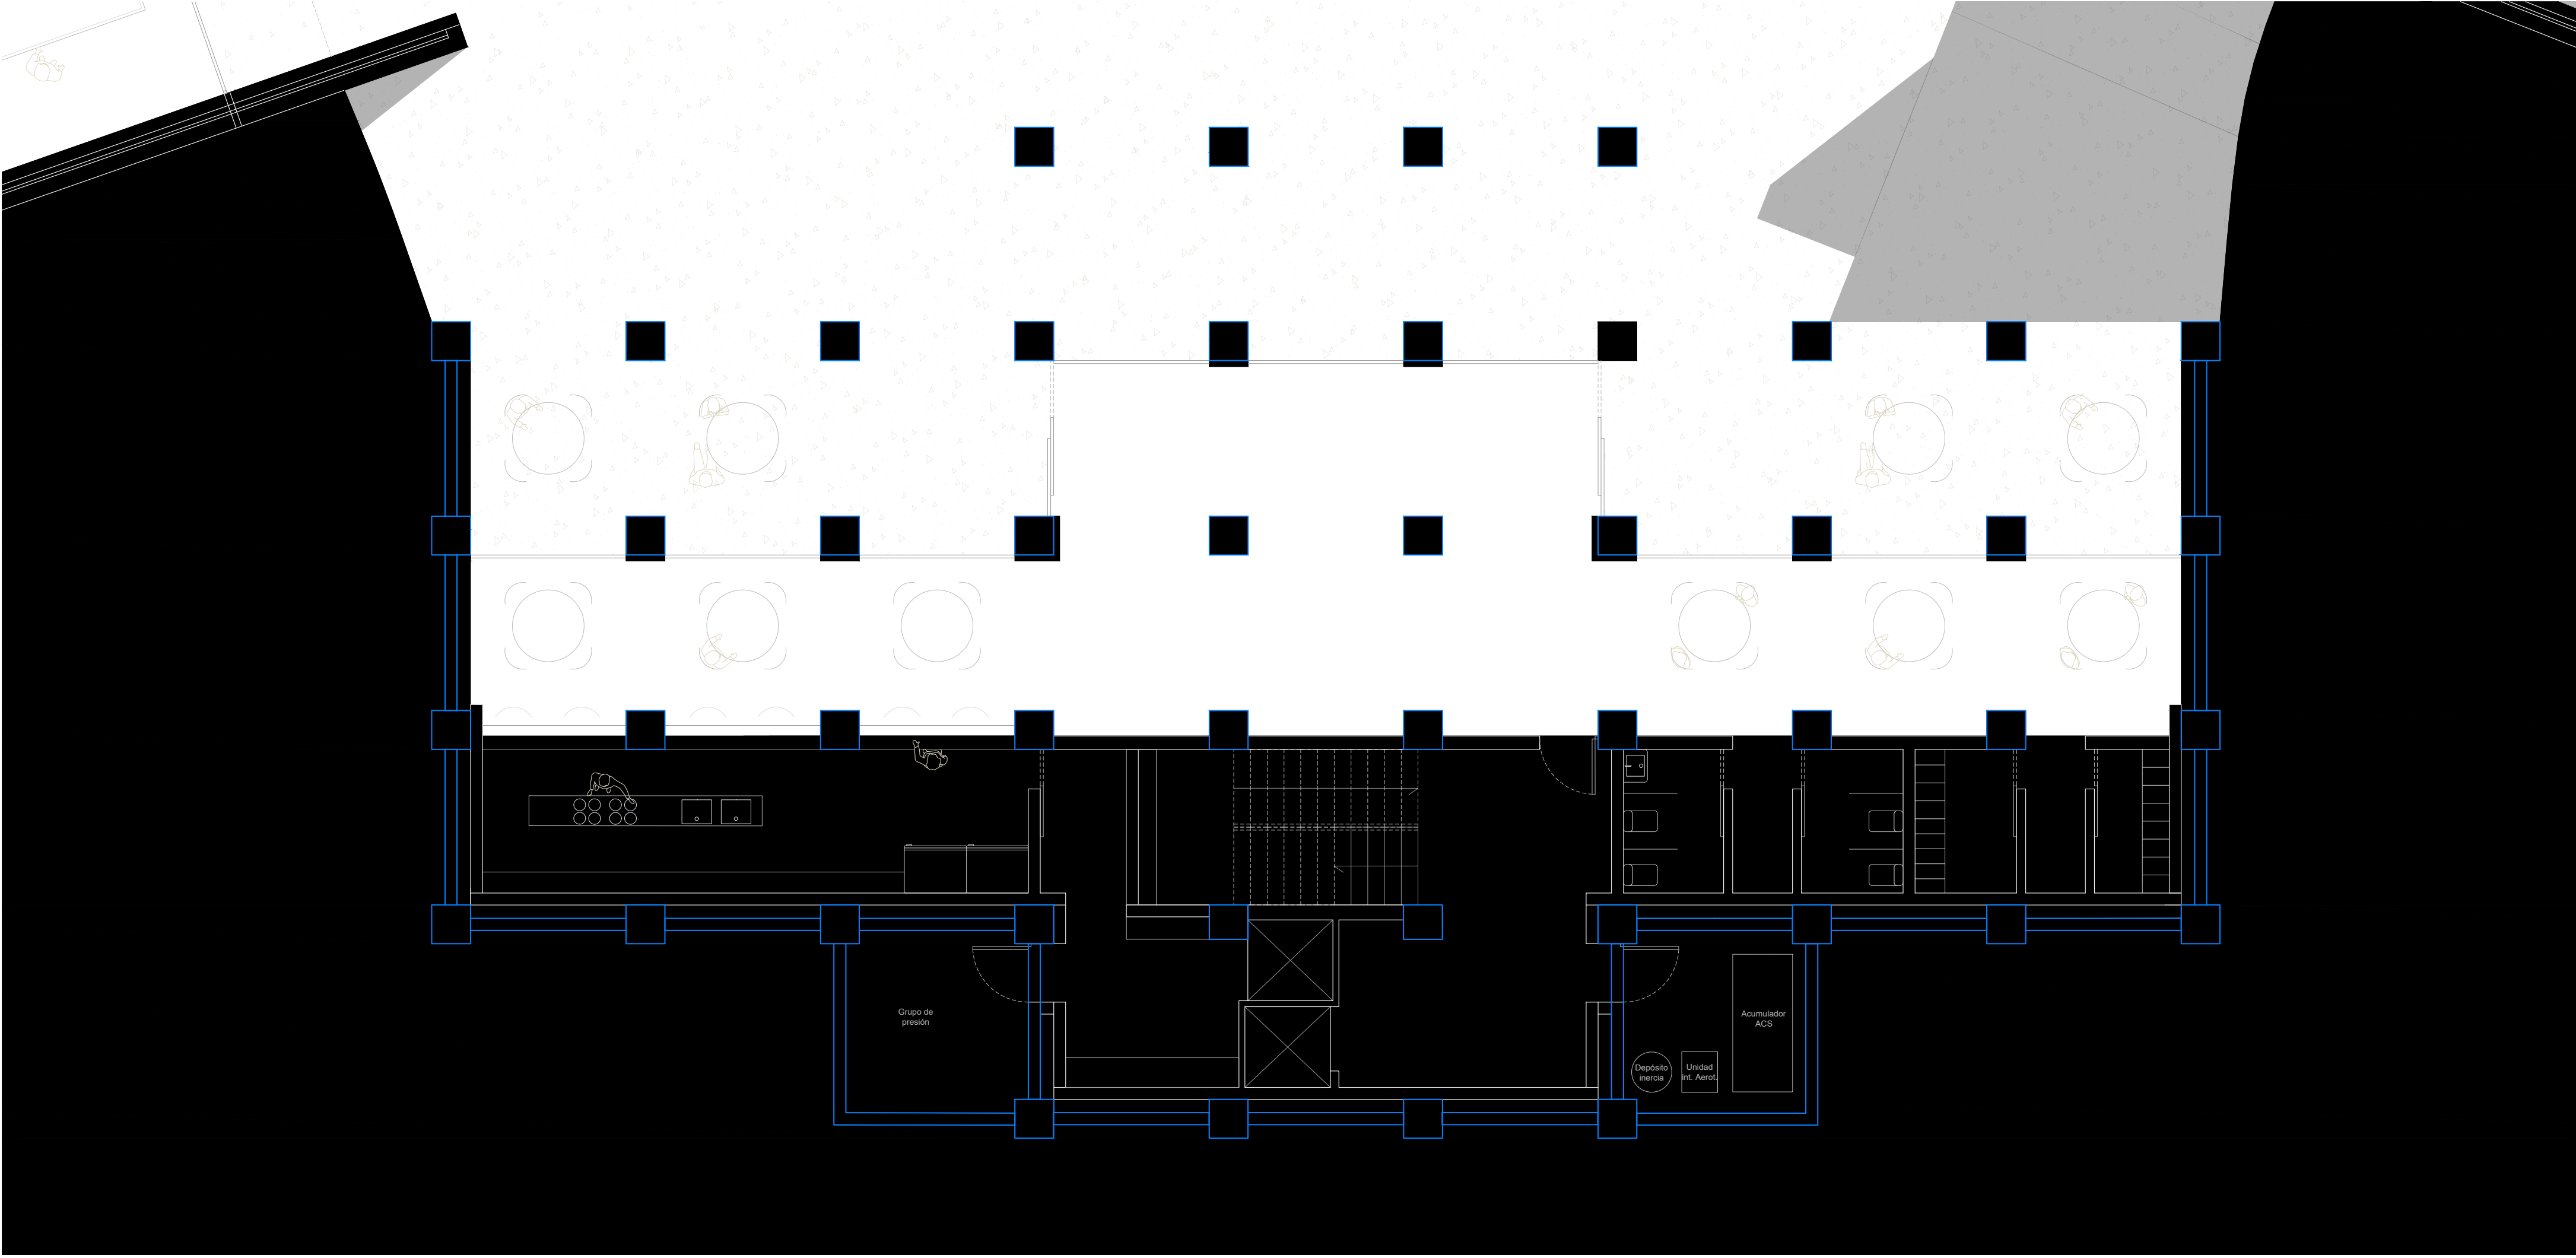 Grupo de
presión
Acumulador
ACS
Depósito
inercia
Unidad
int. Aerot.